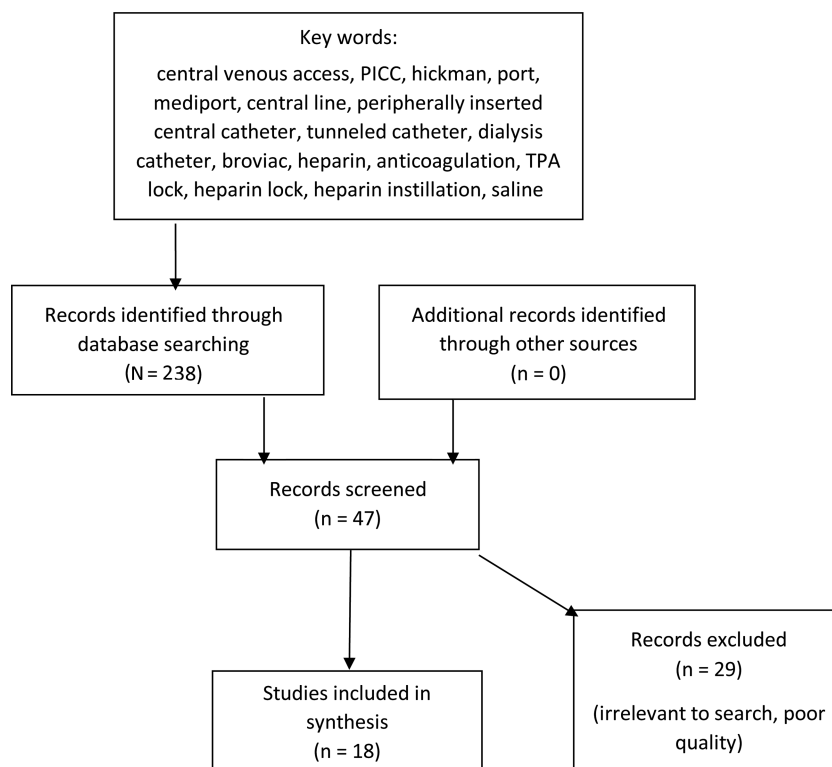 Key words:
central venous access, PICC, hickman, port,
mediport, central line, peripherally inserted
central catheter, tunneled catheter, dialysis
catheter, broviac, heparin, anticoagulation, TPA
lock, heparin lock, heparin instillation, saline
Records identified through
database searching
(N = 238)
Additional records identified
through other sources
(n = 0)
Records screened
(n = 47)
Records excluded
(n = 29)
(irrelevant to search, poor
quality)
Studies included in
synthesis
(n = 18)